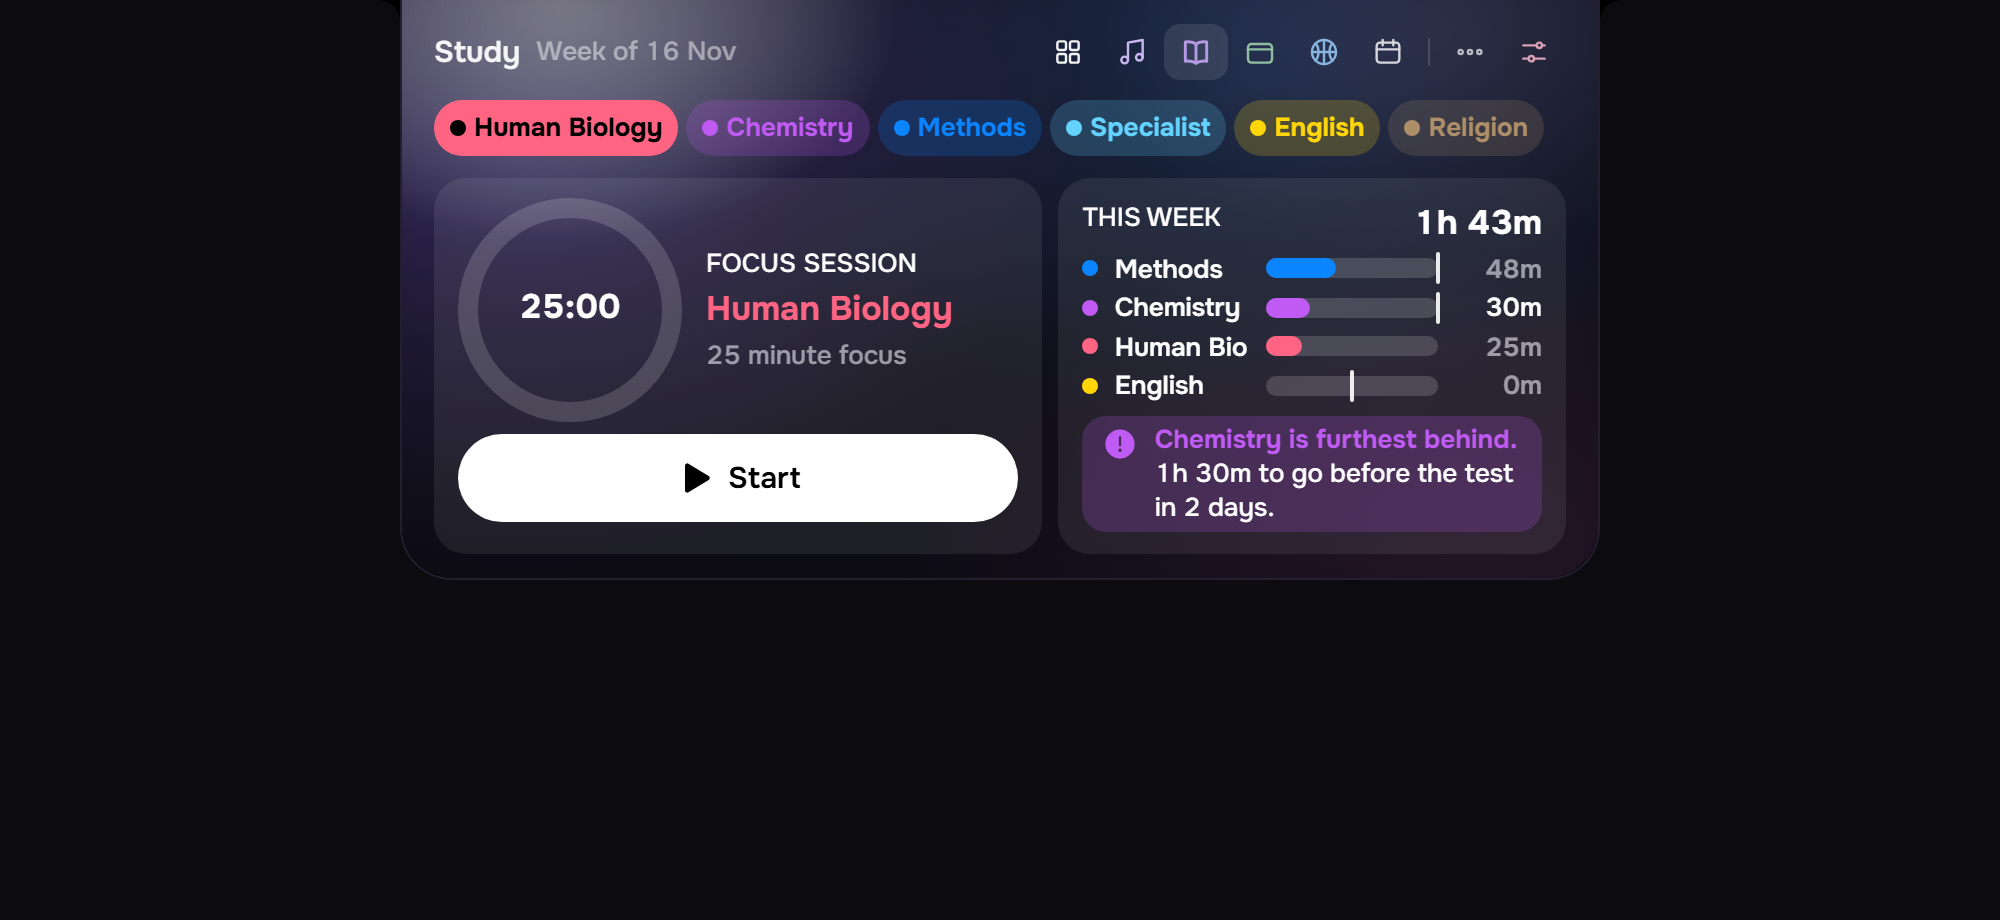 Study Week of 16 Nov
Human Biology Chemistry Methods Specialist English Religion
25:00
FOCUS SESSION
Human Biology
25 minute focus
Start
THIS WEEK 1h 43m
Methods 48m
Chemistry 30m
Human Bio 25m
English 0m
Chemistry is furthest behind.
1h 30m to go before the test
in 2 days.